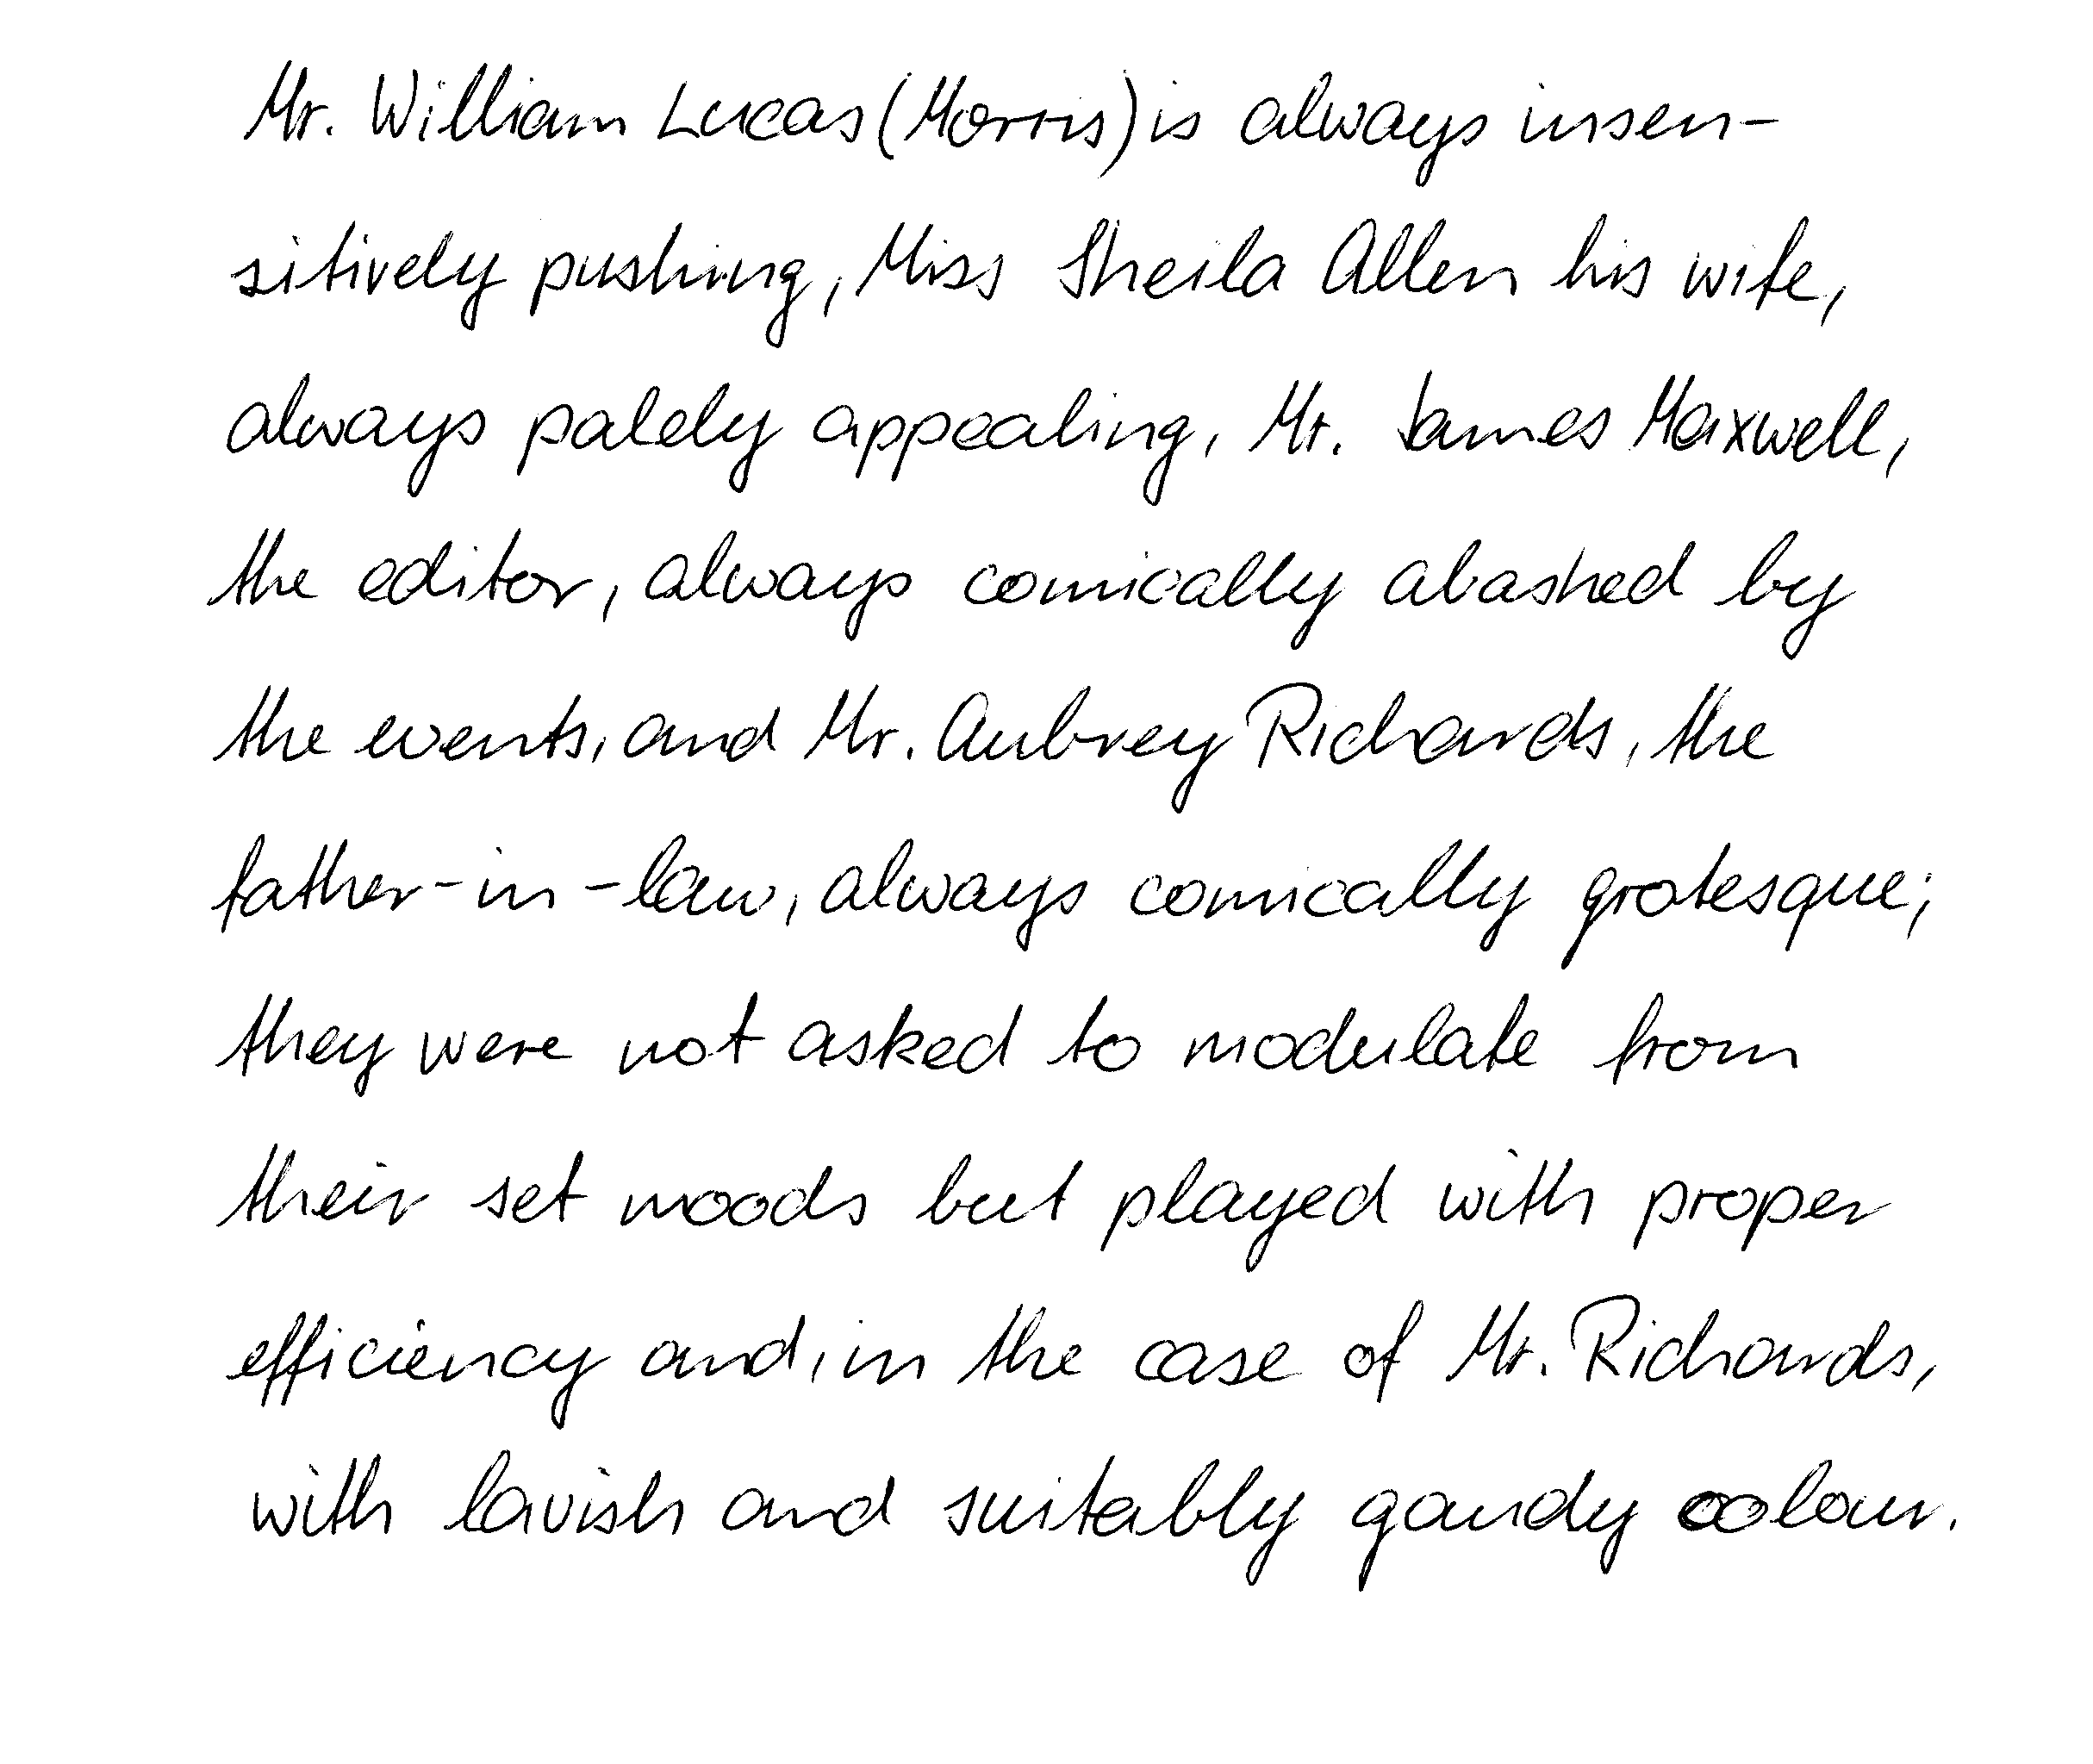 Mr. William Lucas (Morris) is always insen-
sitively pushing, Miss Sheila Allen his wife,
always palely appealing, Mr. James Maxwell,
the editor, always comically abashed by
the events, and Mr. Aubrey Richards, the
father-in-law, always comically grotesque;
they were not asked to modulate from
their set moods but played with proper
efficiency and, in the case of Mr. Richards,
with lavish and suitably gaudy colour.